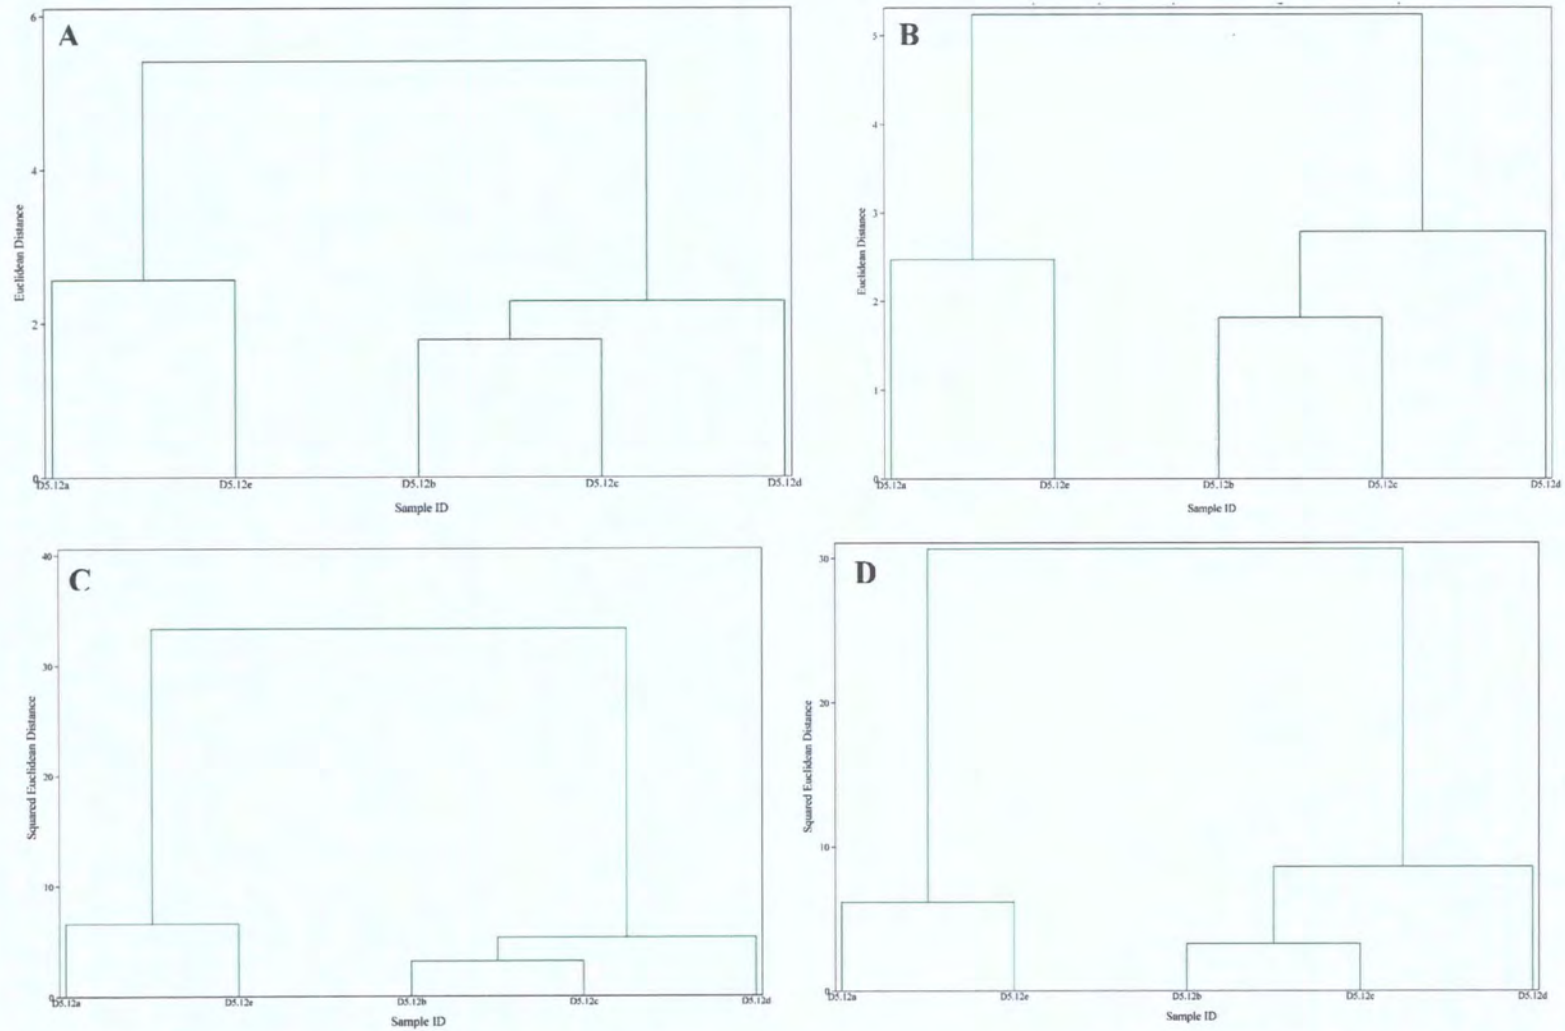 A
6
4
2
0
Euclidean Distance
D5.12a D5.12e D5.12b D5.12c D5.12d
Sample ID
B
5
4
3
2
1
0
Euclidean Distance
D5.12a D5.12e D5.12b D5.12c D5.12d
Sample ID
C
40
30
20
10
0
Squared Euclidean Distance
D5.12a D5.12e D5.12b D5.12c D5.12d
Sample ID
D
30
20
10
0
Squared Euclidean Distance
D5.12a D5.12e D5.12b D5.12c D5.12d
Sample ID